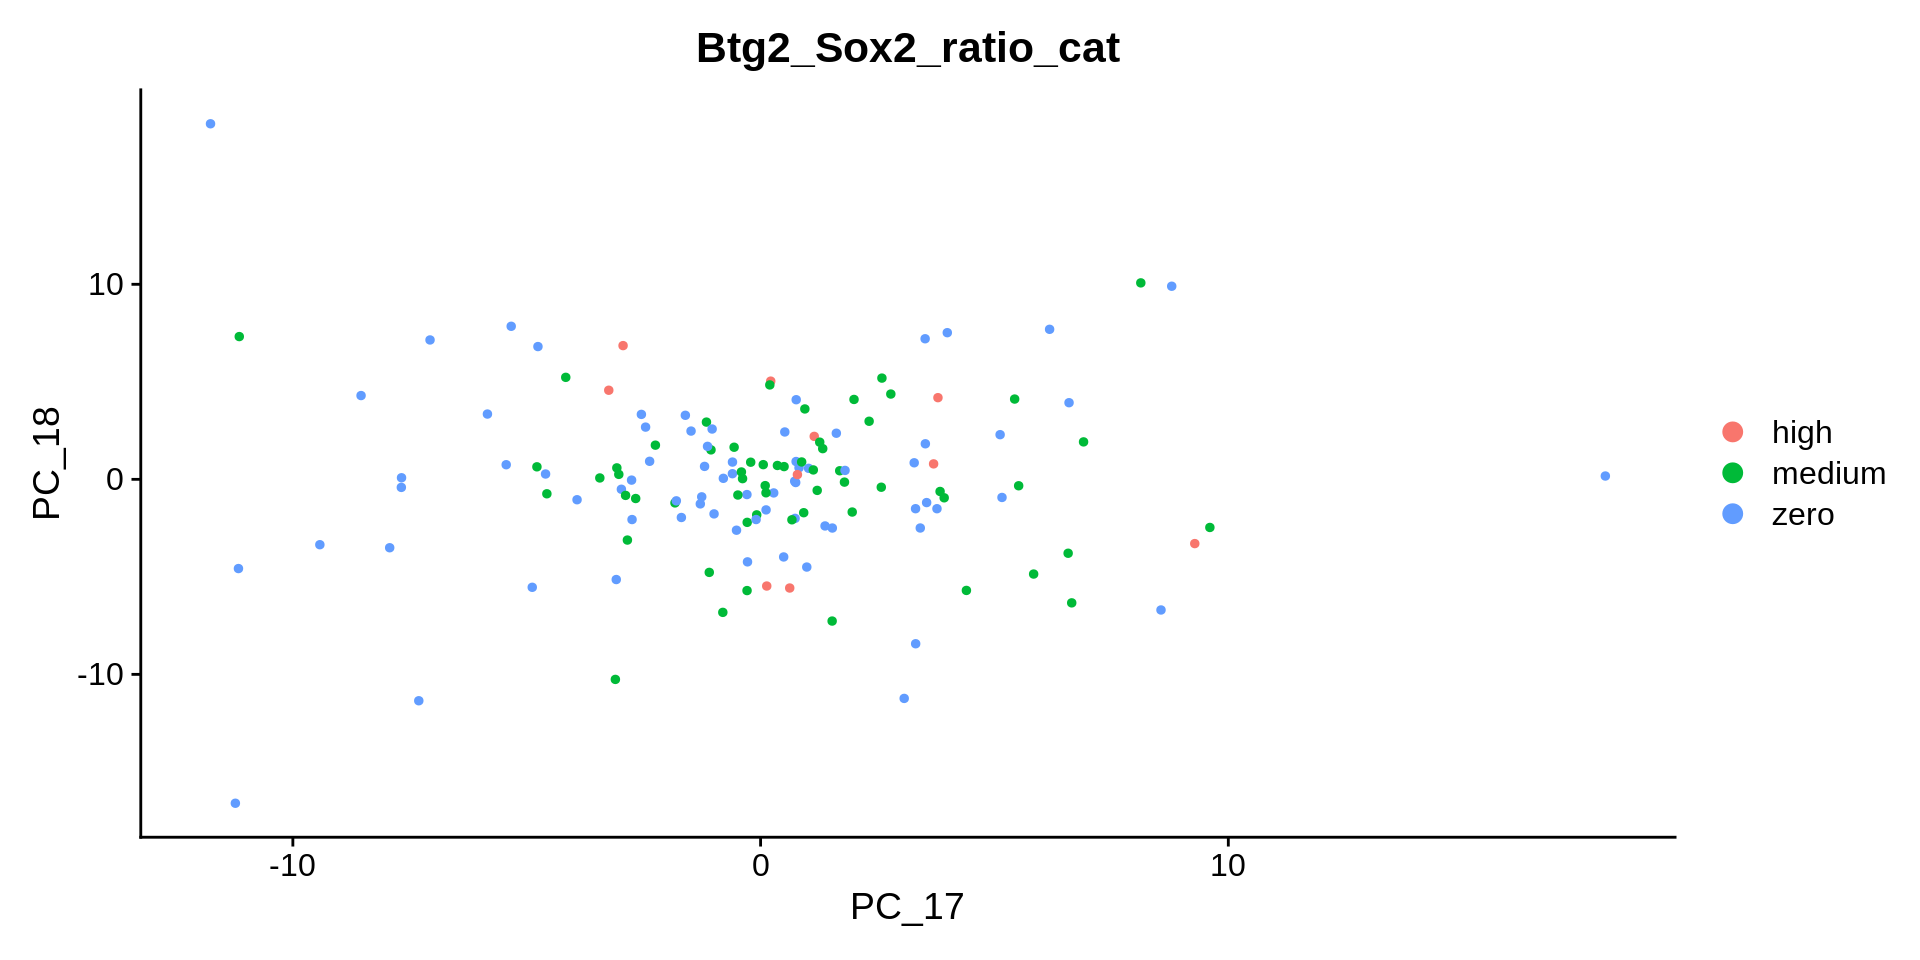 Btg2_Sox2_ratio_cat
10
0
-10
PC_18
-10
0
10
PC_17
high
medium
zero